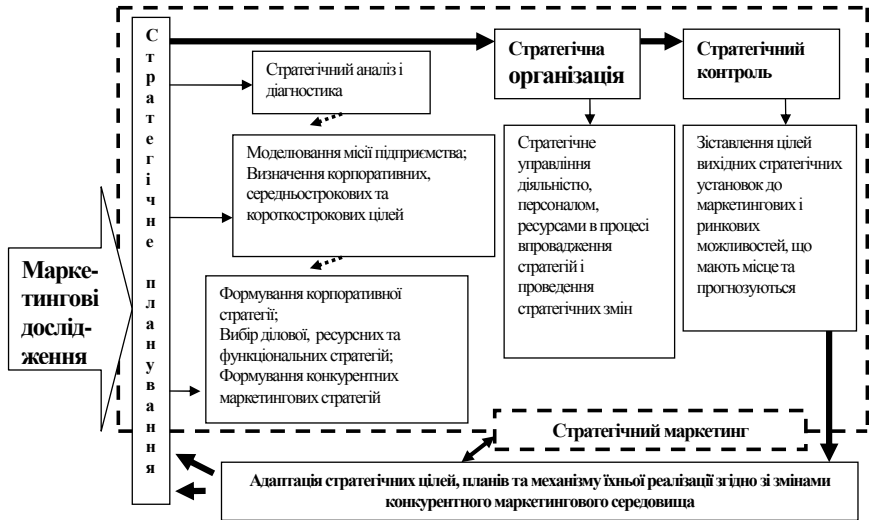 Марке-
тингові
дослід-
ження
Стратегічне планування
Стратегічний аналіз і
діагностика
Моделювання місії підприємства;
Визначення корпоративних,
середньострокових та
короткострокових цілей
Формування корпоративної
стратегії;
Вибір ділової, ресурсних та
функціональних стратегій;
Формування конкурентних
маркетингових стратегій
Стратегічна
організація
Стратегічне
управління
діяльністю,
персоналом,
ресурсами в процесі
впровадження
стратегій і
проведення
стратегічних змін
Стратегічний
контроль
Зіставлення цілей
вихідних стратегічних
установок до
маркетингових і
ринкових
можливостей, що
мають місце та
прогнозуються
Стратегічний маркетинг
Адаптація стратегічних цілей, планів та механізму їхньої реалізації згідно зі змінами
конкурентного маркетингового середовища